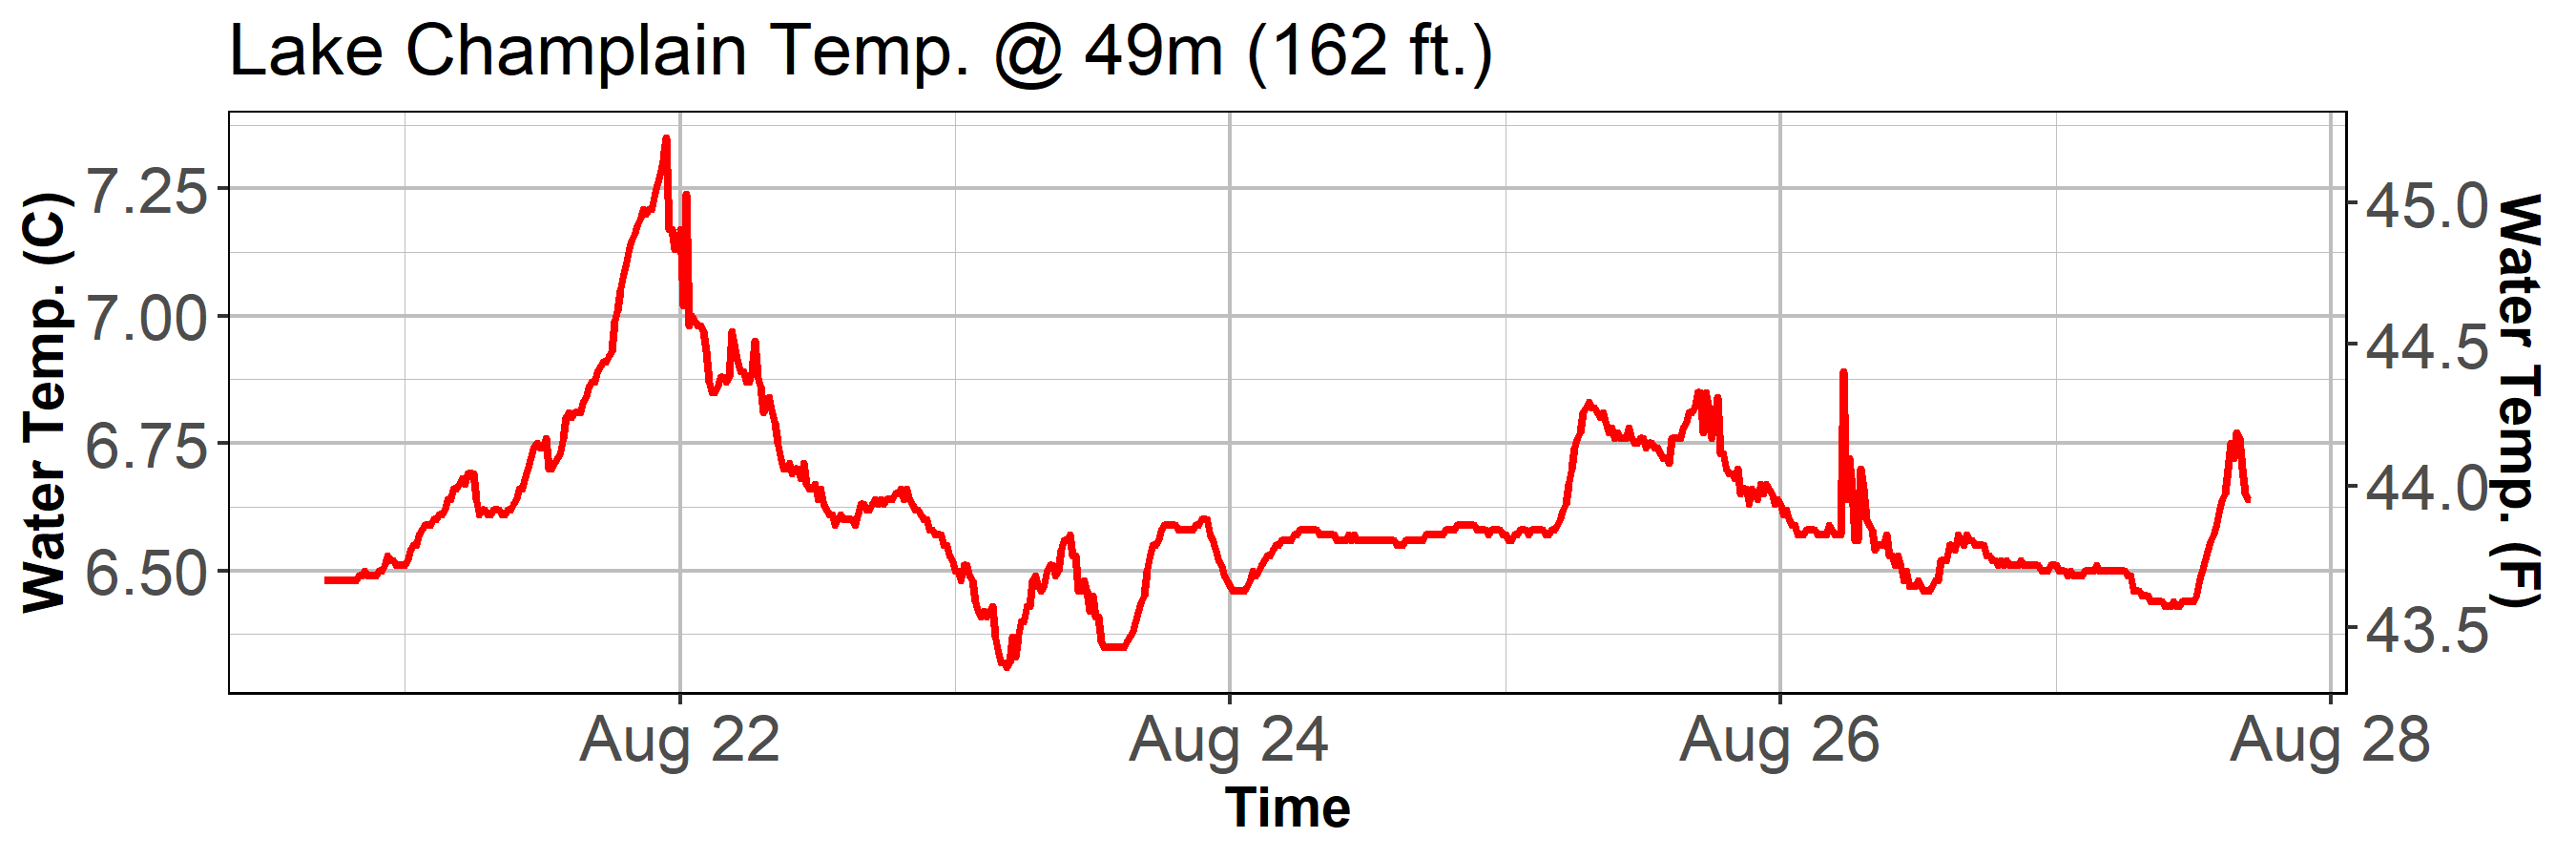 Lake Champlain Temp. @ 49m (162 ft.)
Water Temp. (C)
7.25
7.00
6.75
6.50
45.0
44.5
44.0
43.5
Water Temp. (F)
Aug 22 Aug 24 Aug 26 Aug 28
Time